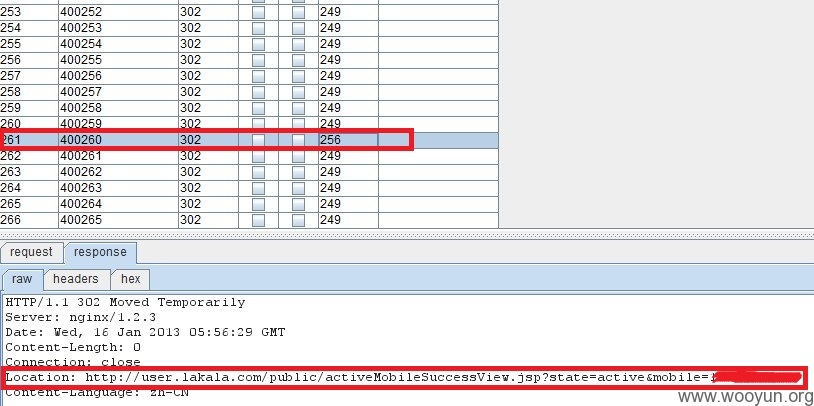 253 400252 302 249
254 400253 302 249
255 400254 302 249
256 400255 302 249
257 400256 302 249
258 400257 302 249
259 400258 302 249
260 400259 302 249
261 400260 302 256
262 400261 302 249
263 400262 302 249
264 400263 302 249
265 400264 302 249
266 400265 302 249
request response
raw headers hex
HTTP/1.1 302 Moved Temporarily
Server: nginx/1.2.3
Date: Wed, 16 Jan 2013 05:56:29 GMT
Content-Length: 0
Connection: close
Location: http://user.lakala.com/public/activeMobileSuccessView.jsp?state=active&mobile=
Content-Language: zh-CN
www.wooyun.org